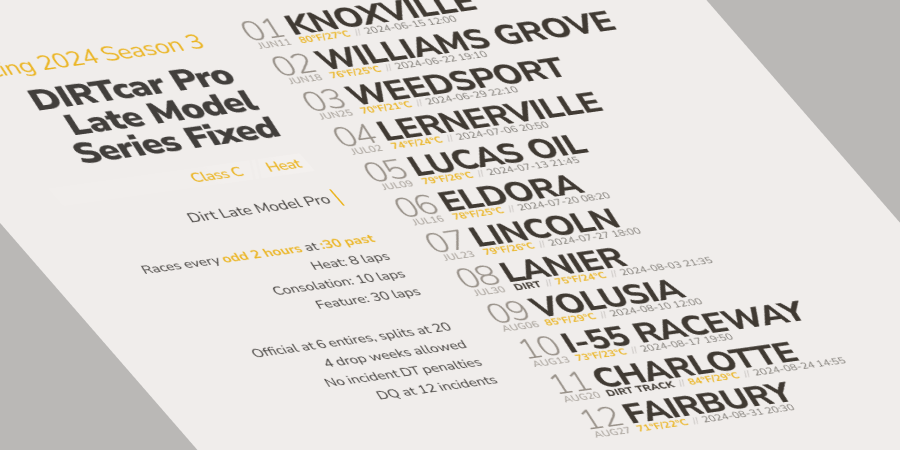 ing 2024 Season 3
DIRTcar Pro
Late Model
Series Fixed
Class C Heat
Dirt Late Model Pro
Races every odd 2 hours at :30 past
Heat: 8 laps
Consolation: 10 laps
Feature: 30 laps
Official at 6 entires, splits at 20
4 drop weeks allowed
No incident DT penalties
DQ at 12 incidents
01 KNOXVILLE
JUN11 80°F/27°C // 2024-06-15 12:00
02 WILLIAMS GROVE
JUN18 76°F/25°C // 2024-06-22 19:10
03 WEEDSPORT
JUN25 70°F/21°C // 2024-06-29 22:10
04 LERNERVILLE
JUL02 74°F/24°C // 2024-07-06 20:50
05 LUCAS OIL
JUL09 79°F/26°C // 2024-07-13 21:45
06 ELDORA
JUL16 78°F/25°C // 2024-07-20 08:20
07 LINCOLN
JUL23 79°F/26°C // 2024-07-27 18:00
08 LANIER
JUL30 DIRT // 75°F/24°C // 2024-08-03 21:35
09 VOLUSIA
AUG06 85°F/29°C // 2024-08-10 12:00
10 I-55 RACEWAY
AUG13 73°F/23°C // 2024-08-17 19:50
11 CHARLOTTE
AUG20 DIRT TRACK // 84°F/29°C // 2024-08-24 14:55
12 FAIRBURY
AUG27 71°F/22°C // 2024-08-31 20:30